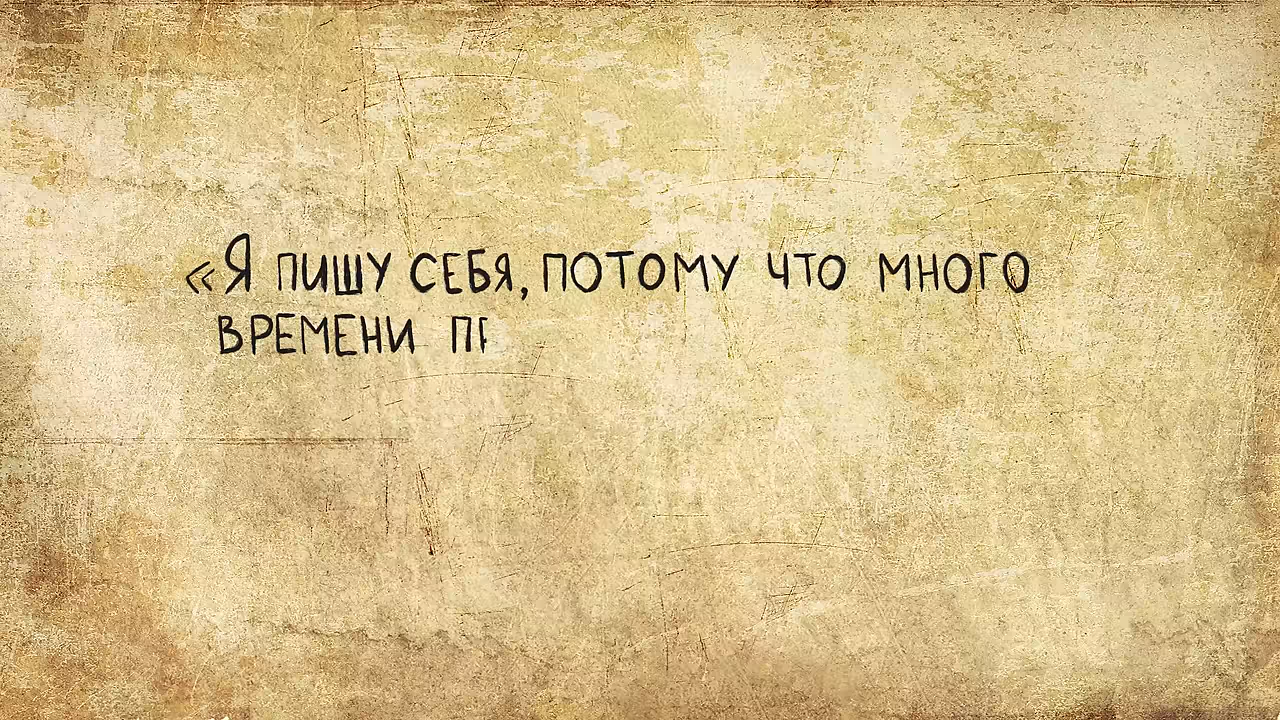 «Я ПИШУ СЕБЯ, ПОТОМУ ЧТО МНОГО
ВРЕМЕНИ П